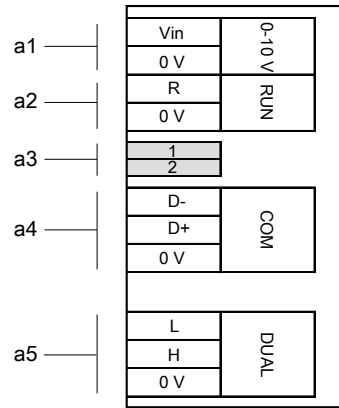 a1
Vin
0 V
0-10 V
a2
R
0 V
RUN
a3
1
2
a4
D-
D+
0 V
COM
a5
L
H
0 V
DUAL